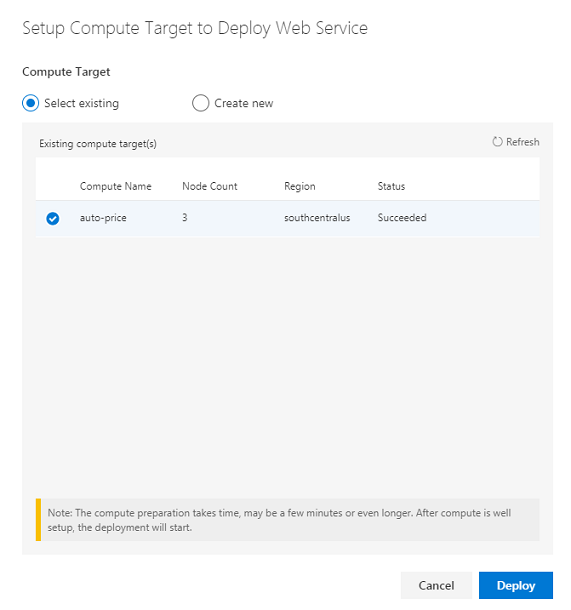 Setup Compute Target to Deploy Web Service
Compute Target
Select existing
Create new
Existing compute target(s)
Refresh
Compute Name Node Count Region Status
auto-price 3 southcentralus Succeeded
Note: The compute preparation takes time, may be a few minutes or even longer. After compute is well
setup, the deployment will start.
Cancel
Deploy